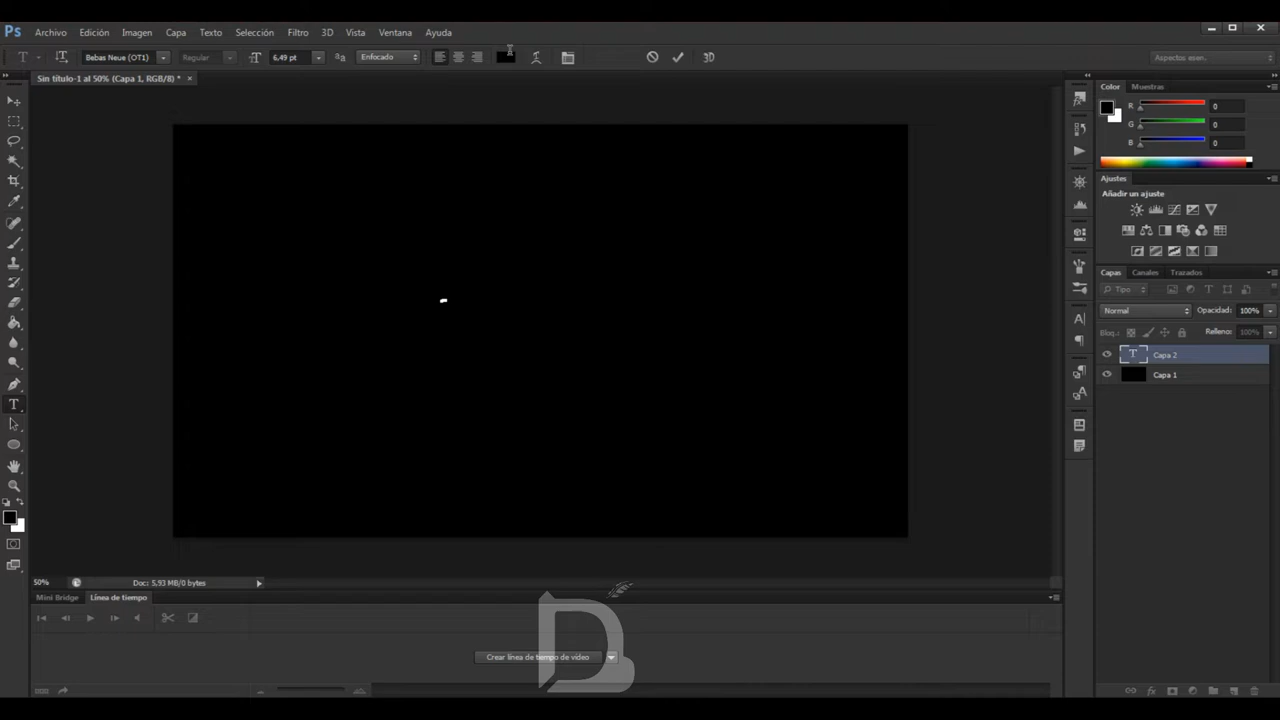 Ps Archivo Edición Imagen Capa Texto Selección Filtro 3D Vista Ventana Ayuda
T Bebas Neue (OT1) Regular 6,49 pt Enfocado 3D Aspectos esen.
Sin título-1 al 50% (Capa 1, RGB/8) *
Color Muestras
R 0
G 0
B 0
Ajustes
Añadir un ajuste
Capas Canales Trazados
Tipo
Normal Opacidad: 100%
Bloq.: Relleno: 100%
T Capa 2
Capa 1
50% Doc: 5,93 MB/0 bytes
Mini Bridge Línea de tiempo
Crear línea de tiempo de vídeo